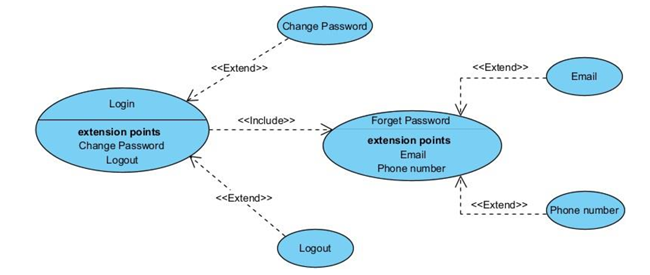 Change Password
<<Extend>>
<<Extend>>
Email
Login
<<Include>>
Forget Password
extension points
Change Password
Logout
extension points
Email
Phone number
<<Extend>>
<<Extend>>
Phone number
Logout